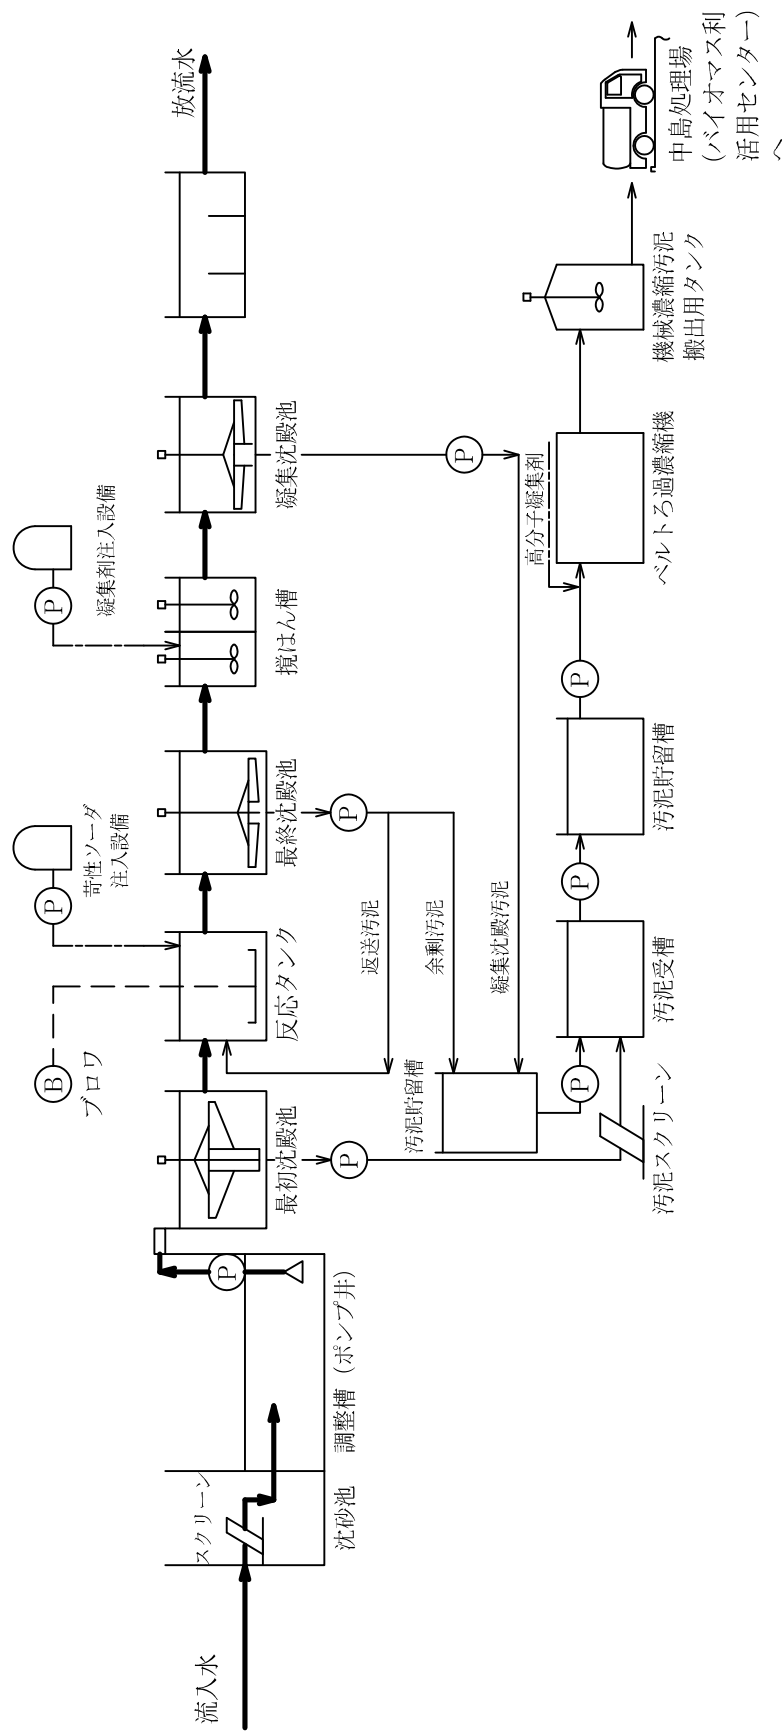 流入水
スクリーン
沈砂池
調整槽（ポンプ井）
P
最初沈殿池
P
B
ブロワ
反応タンク
P
苛性ソーダ
注入設備
最終沈殿池
P
返送汚泥
余剰汚泥
凝集沈殿汚泥
P
凝集剤注入設備
撹はん槽
凝集沈殿池
P
放流水
汚泥貯留槽
P
汚泥スクリーン
汚泥受槽
P
汚泥貯留槽
P
高分子凝集剤
ベルトろ過濃縮機
機械濃縮汚泥
搬出用タンク
中島処理場
（バイオマス利
活用センター）
へ